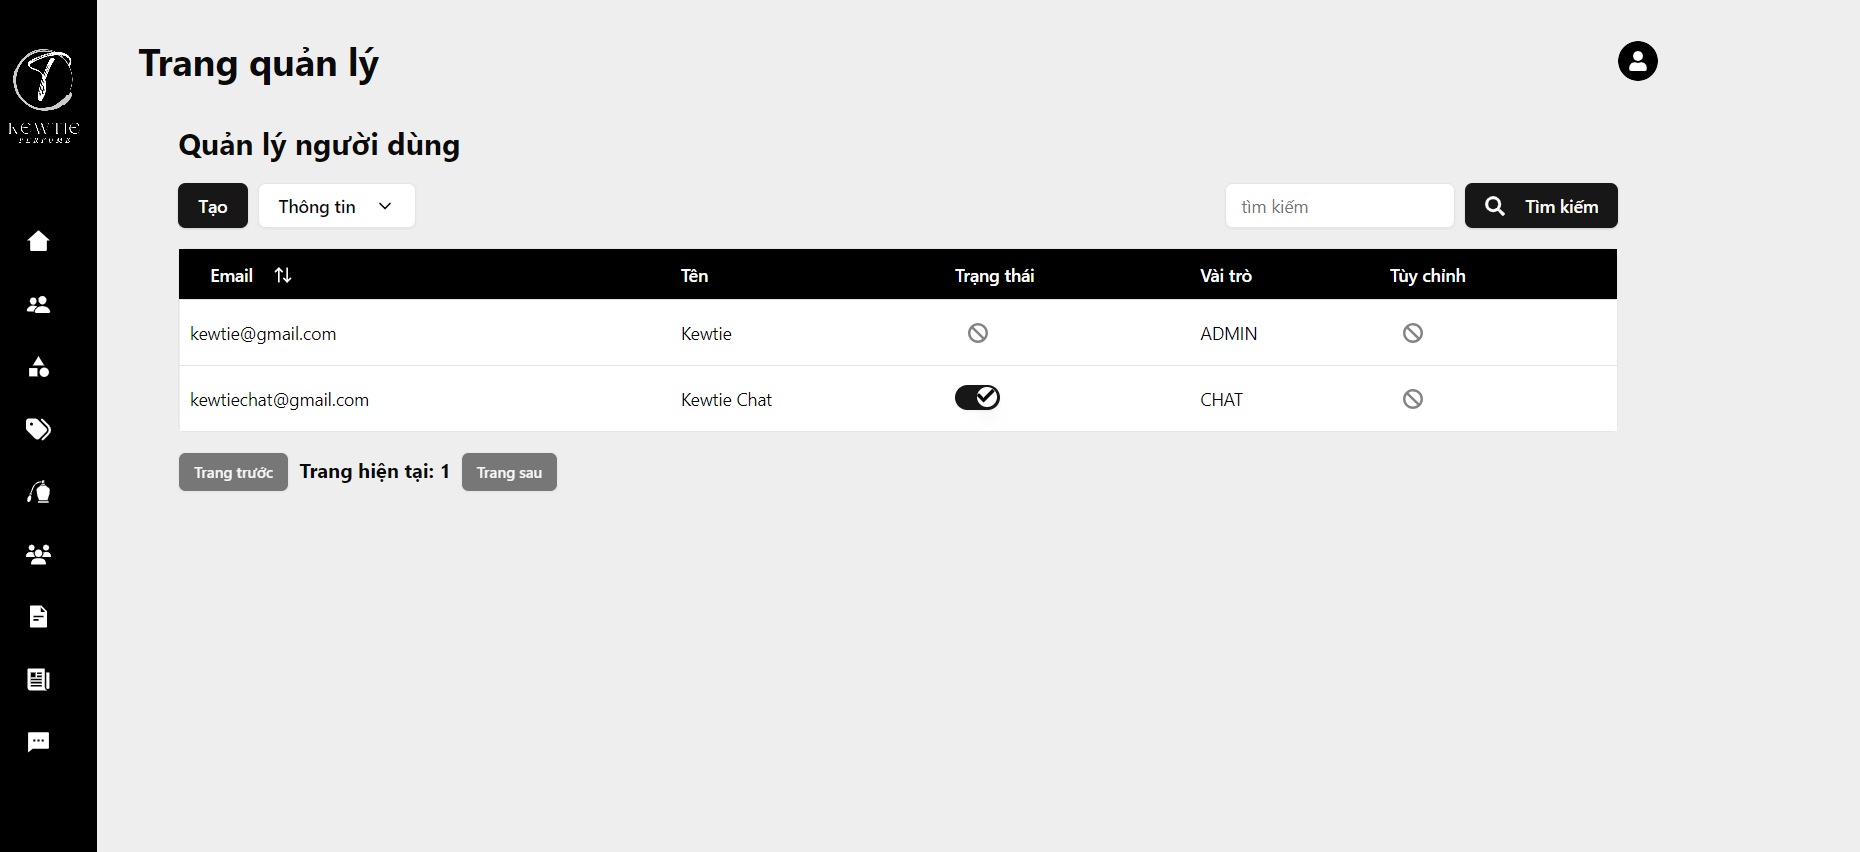 KEWTIE
PERFUME
Trang quản lý
Quản lý người dùng
Tạo
Thông tin
tìm kiếm
Tìm kiếm
Email Tên Trạng thái Vài trò Tùy chỉnh
kewtie@gmail.com Kewtie ADMIN
kewtiechat@gmail.com Kewtie Chat CHAT
Trang trước Trang hiện tại: 1 Trang sau